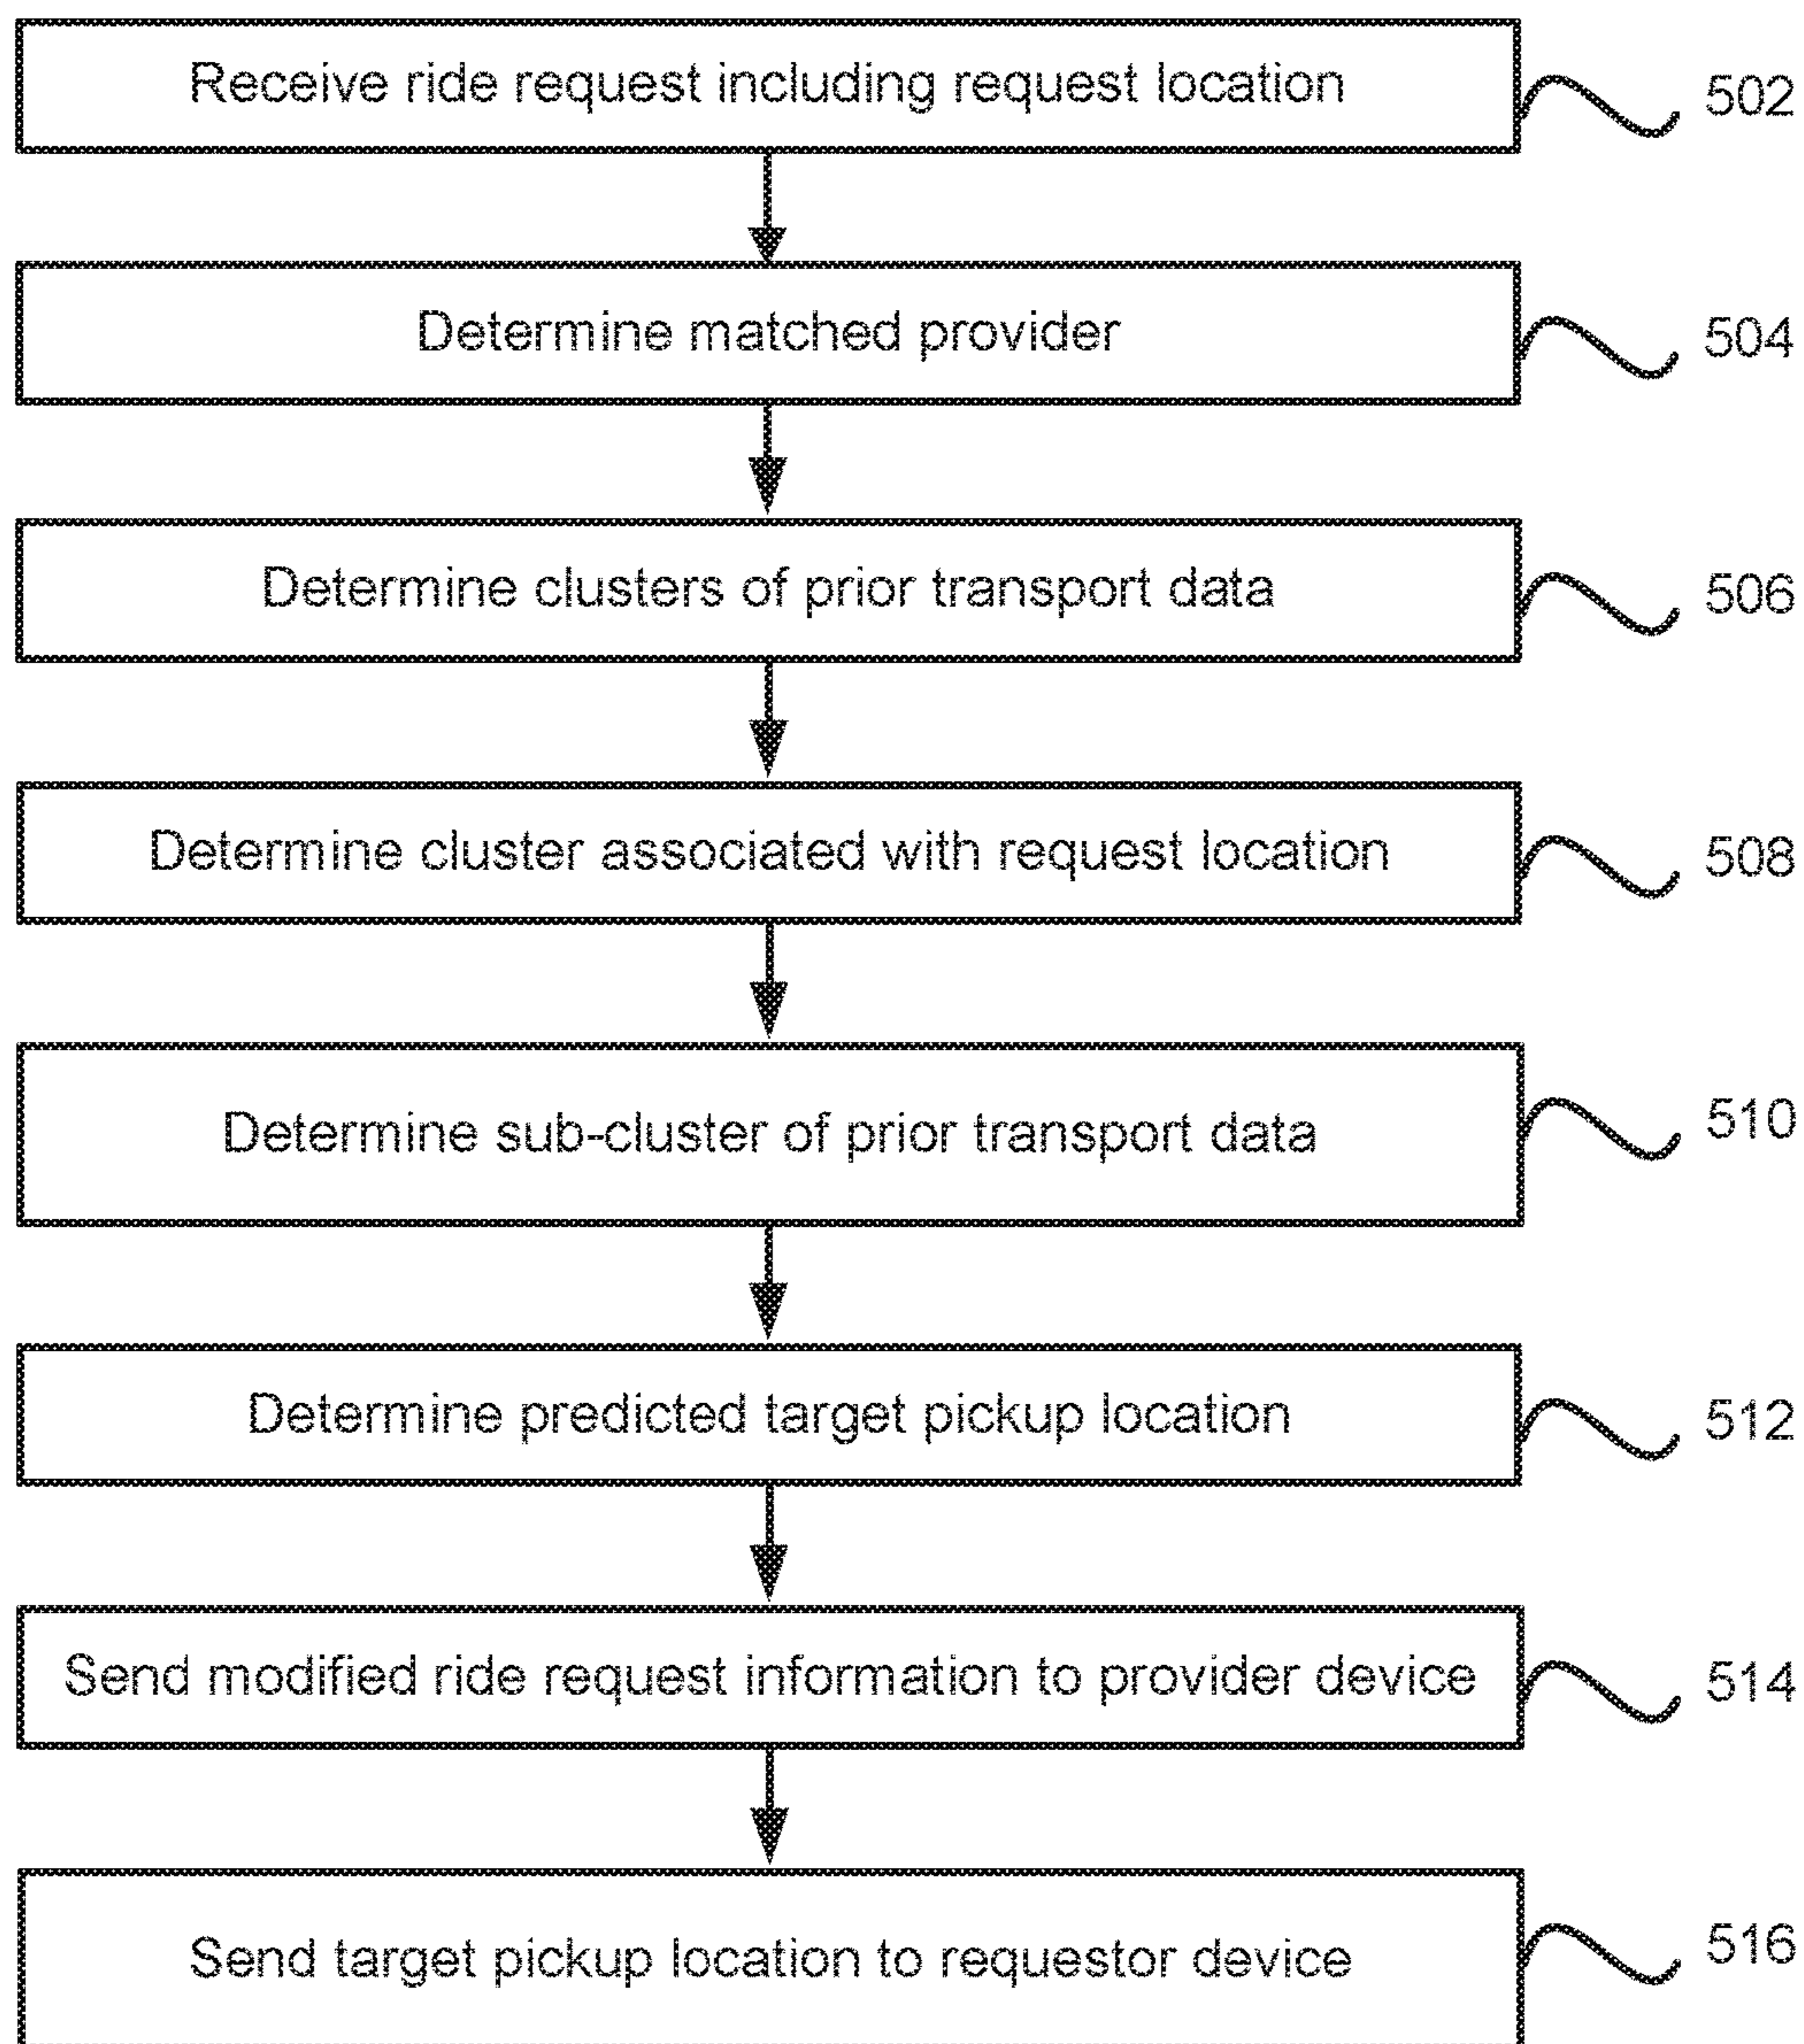 Receive ride request including request location
502
Determine matched provider
504
Determine clusters of prior transport data
506
Determine cluster associated with request location
508
Determine sub-cluster of prior transport data
510
Determine predicted target pickup location
512
Send modified ride request information to provider device
514
Send target pickup location to requestor device
516